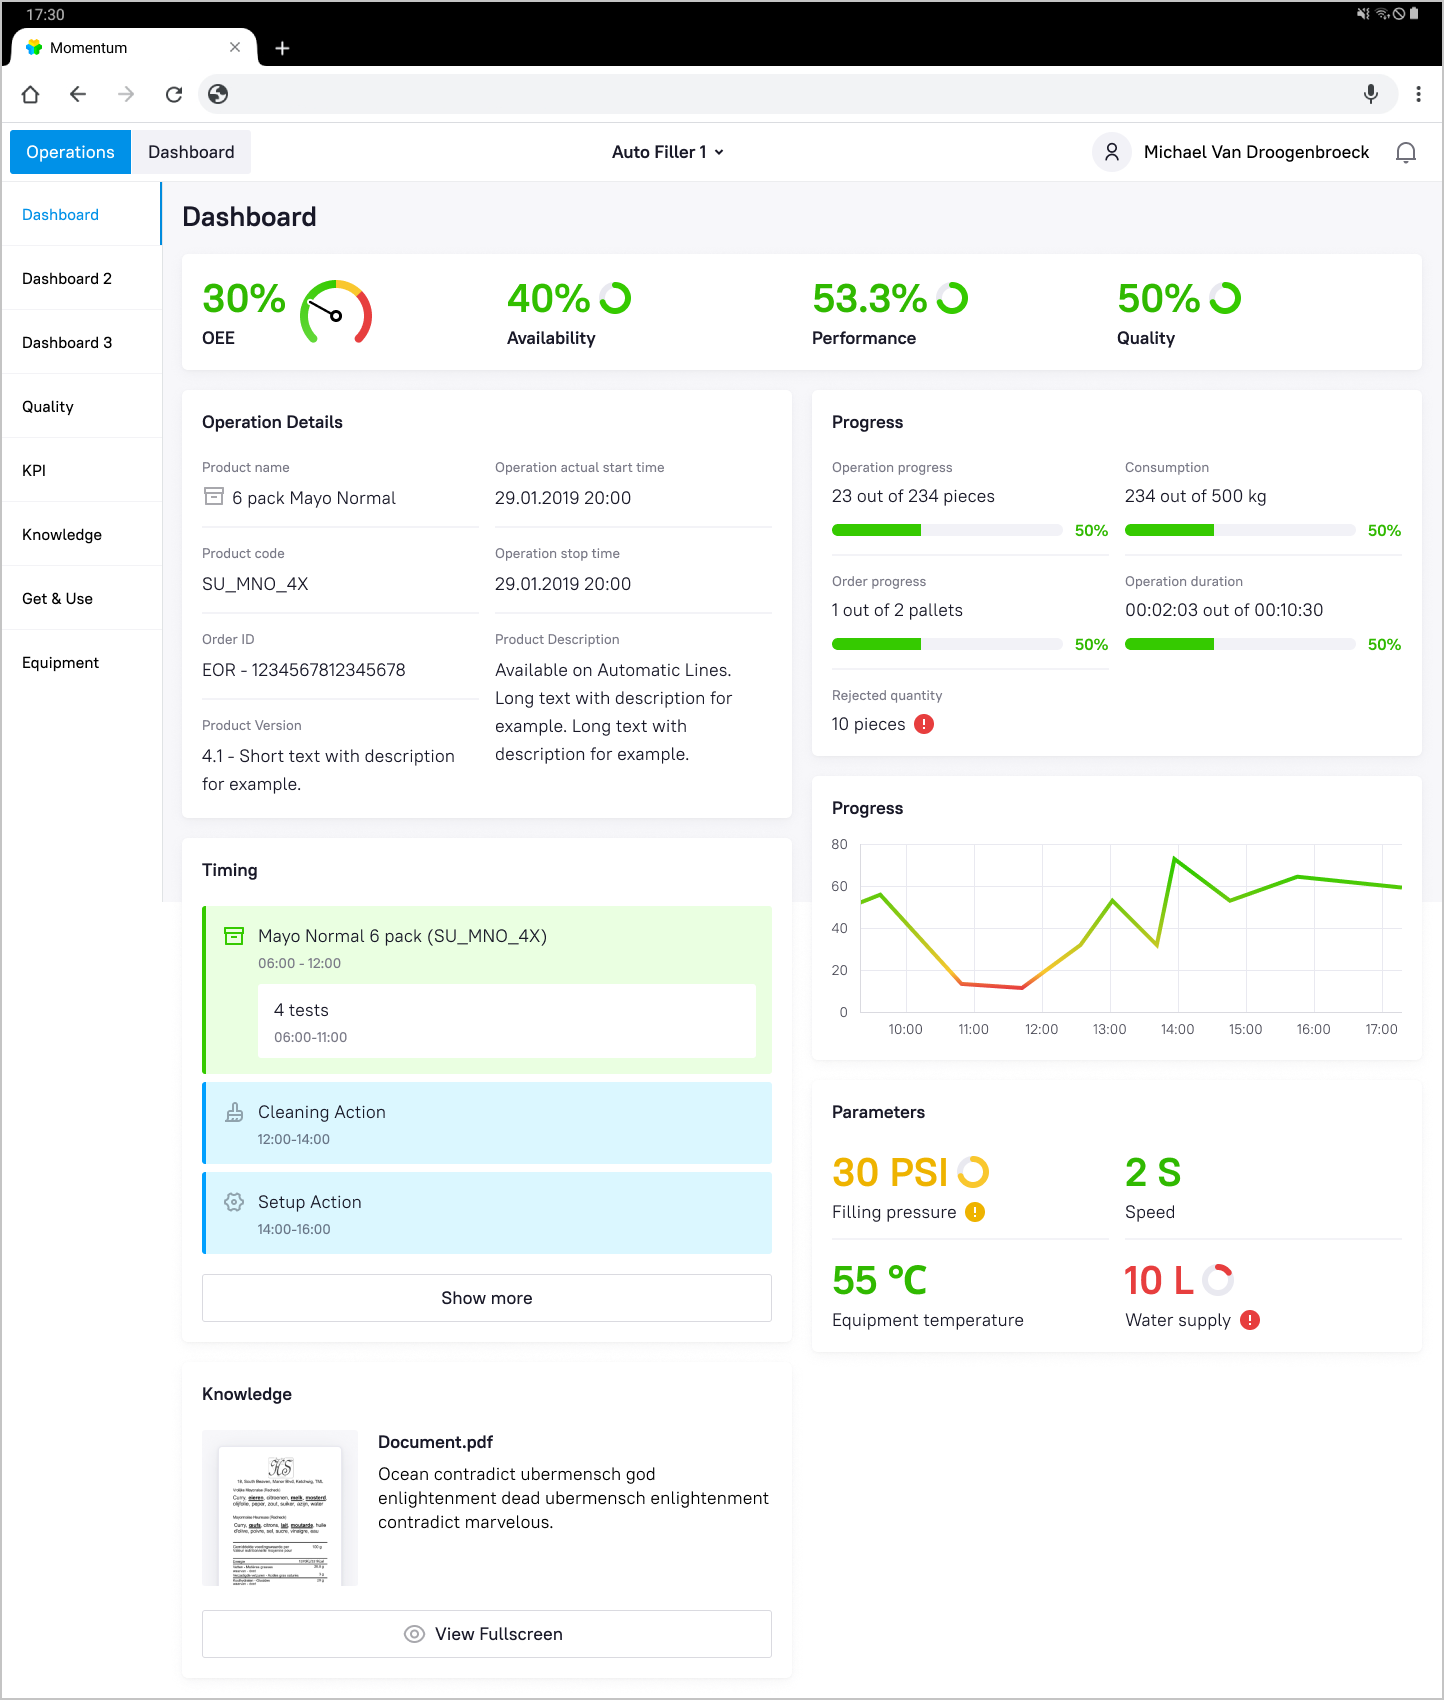 17:30
Momentum
Operations
Dashboard
Auto Filler 1
Michael Van Droogenbroeck
Dashboard
Dashboard 2
Dashboard 3
Quality
KPI
Knowledge
Get & Use
Equipment
Dashboard
30%
OEE
40%
Availability
53.3%
Performance
50%
Quality
Operation Details
Product name
6 pack Mayo Normal
Operation actual start time
29.01.2019 20:00
Product code
SU_MNO_4X
Operation stop time
29.01.2019 20:00
Order ID
EOR - 1234567812345678
Product Description
Available on Automatic Lines.
Long text with description for
example. Long text with
description for example.
Product Version
4.1 - Short text with description
for example.
Progress
Operation progress
23 out of 234 pieces
50%
Consumption
234 out of 500 kg
50%
Order progress
1 out of 2 pallets
50%
Operation duration
00:02:03 out of 00:10:30
50%
Rejected quantity
10 pieces
Timing
Mayo Normal 6 pack (SU_MNO_4X)
06:00 - 12:00
4 tests
06:00-11:00
Cleaning Action
12:00-14:00
Setup Action
14:00-16:00
Show more
Progress
80
60
40
20
0
10:00 11:00 12:00 13:00 14:00 15:00 16:00 17:00
Parameters
30 PSI
Filling pressure
2 S
Speed
55 °C
Equipment temperature
10 L
Water supply
Knowledge
HS
Document.pdf
Ocean contradict ubermensch god
enlightenment dead ubermensch enlightenment
contradict marvelous.
View Fullscreen